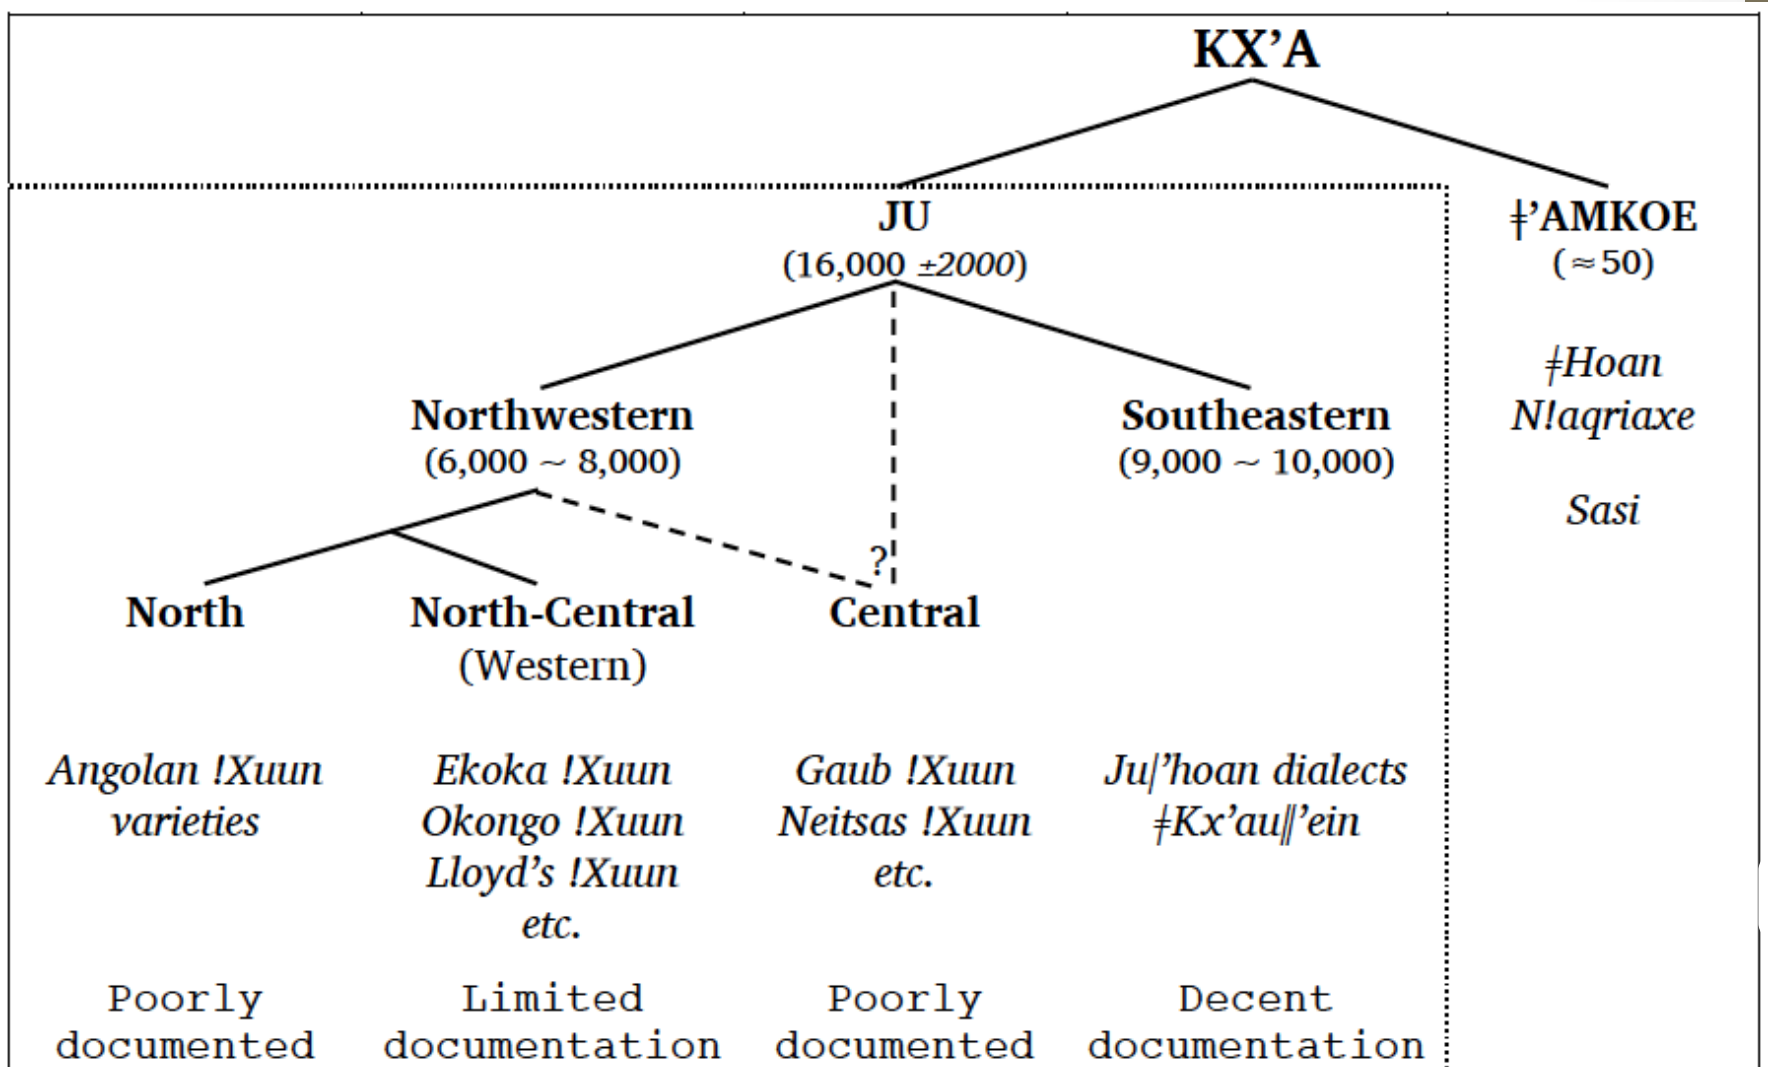 KX’A
JU
(16,000 ±2000)
ǂ’AMKOE
(≈50)
ǂHoan
N!aqriaxe
Sasi
Northwestern
(6,000 ~ 8,000)
Southeastern
(9,000 ~ 10,000)
?
North
North-Central
(Western)
Central
Angolan !Xuun
varieties
Ekoka !Xuun
Okongo !Xuun
Lloyd’s !Xuun
etc.
Gaub !Xuun
Neitsas !Xuun
etc.
Juǀ’hoan dialects
ǂKx’auǁ’ein
Poorly
documented
Limited
documentation
Poorly
documented
Decent
documentation